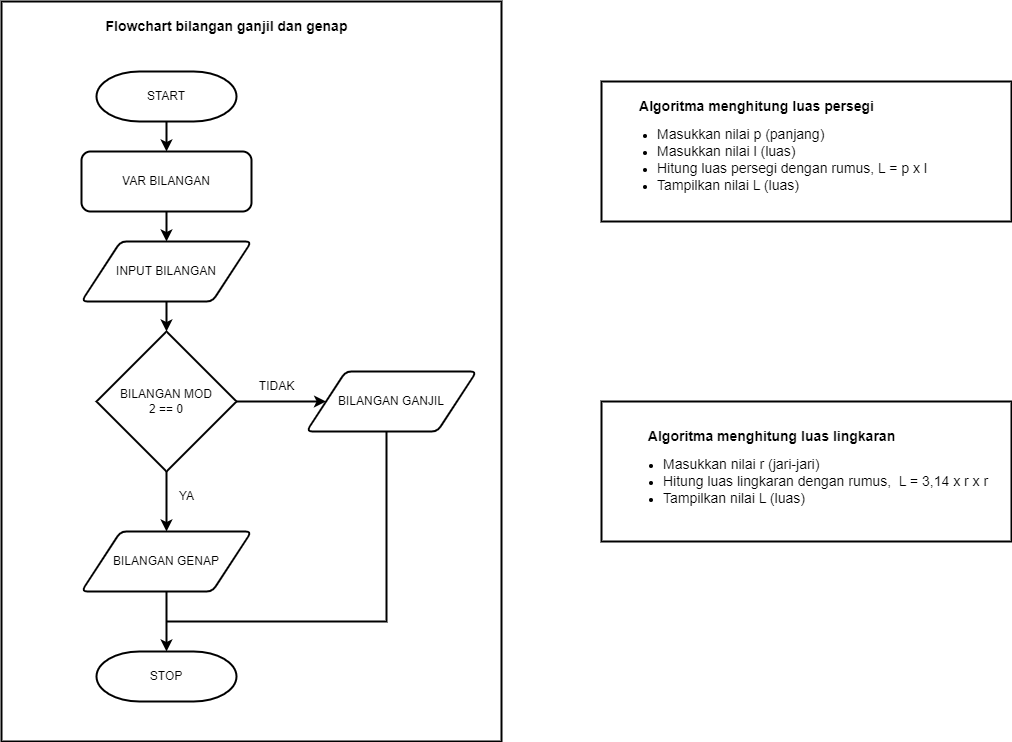 Flowchart bilangan ganjil dan genap
START
VAR BILANGAN
INPUT BILANGAN
BILANGAN MOD
2 == 0
TIDAK
BILANGAN GANJIL
YA
BILANGAN GENAP
STOP
Algoritma menghitung luas persegi
• Masukkan nilai p (panjang)
• Masukkan nilai l (luas)
• Hitung luas persegi dengan rumus, L = p x l
• Tampilkan nilai L (luas)
Algoritma menghitung luas lingkaran
• Masukkan nilai r (jari-jari)
• Hitung luas lingkaran dengan rumus,  L = 3,14 x r x r
• Tampilkan nilai L (luas)